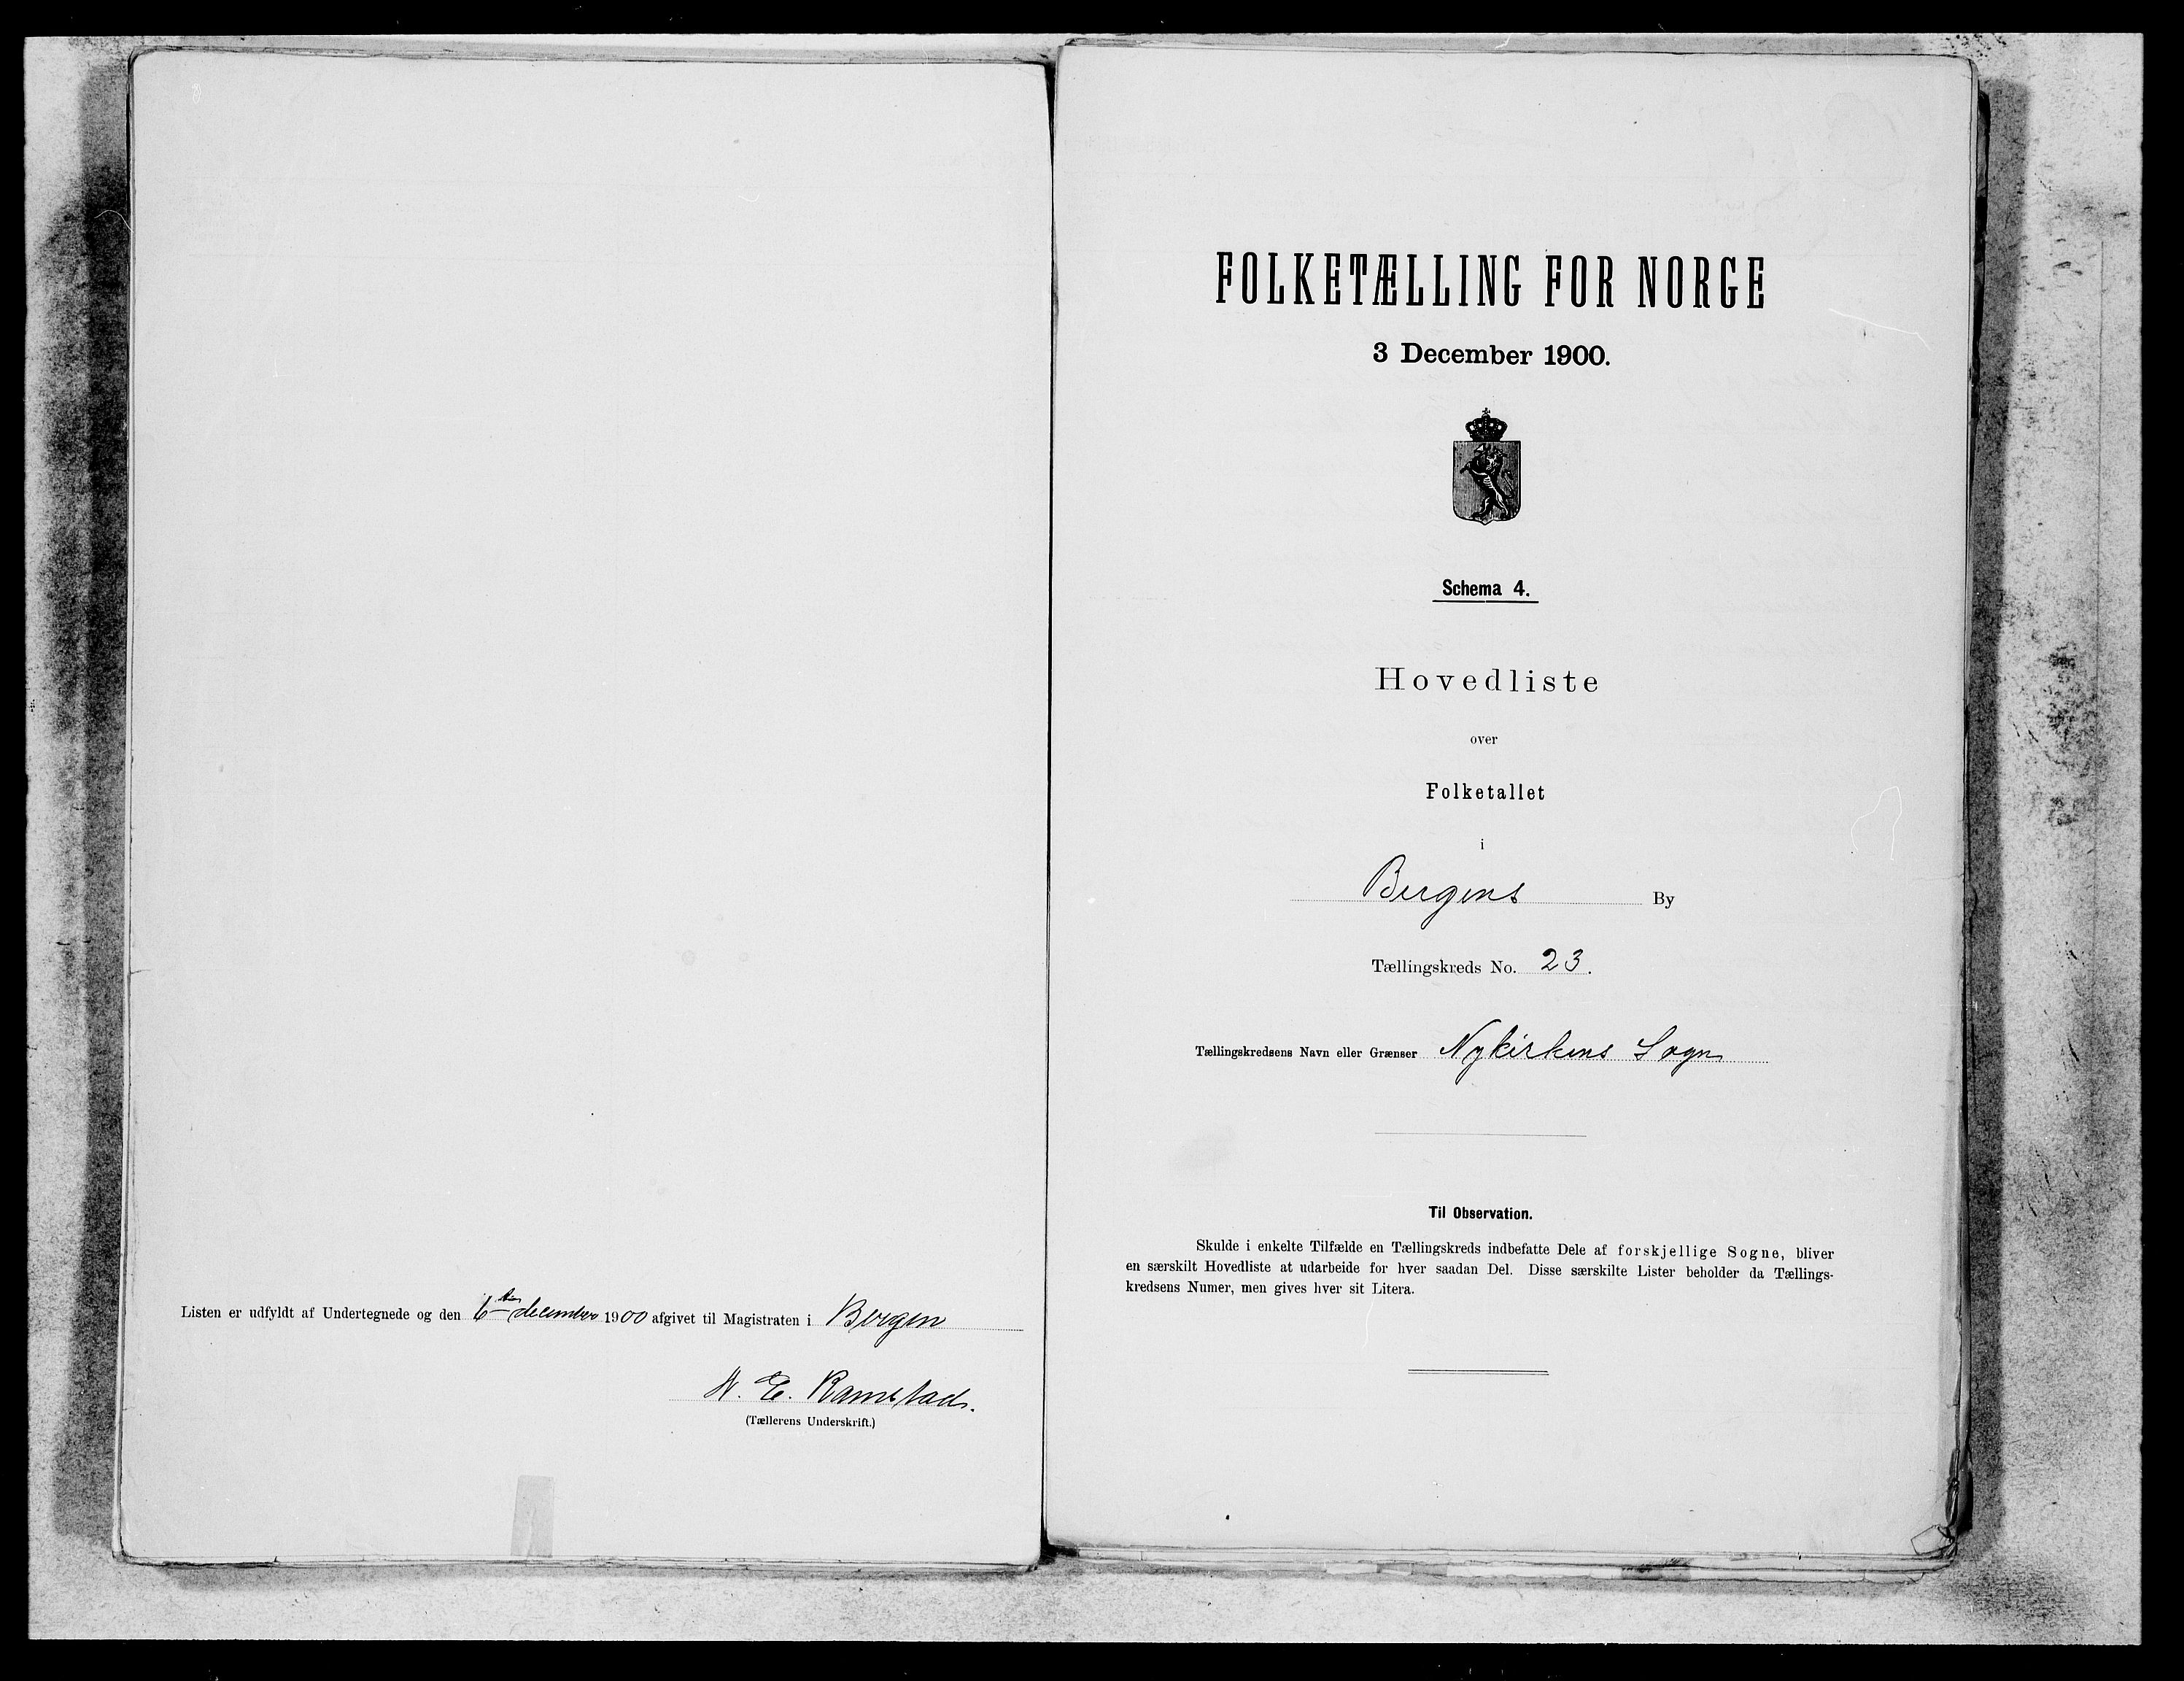 Listen er udfyldt af Undertegnede og den 6te december 1900 afgivet til Magistraten i Bergen
N. E. Ramstad.
(Tællerens Underskrift.)
FOLKETÆLLING FOR NORGE
3 December 1900.
Schema 4.
Hovedliste
over
Folketallet
i
Bergens By
Tællingskreds No. 23.
Tællingskredsens Navn eller Grænser Nykirkens Sogn
Til Observation.
Skulde i enkelte Tilfælde en Tællingskreds indbefatte Dele af forskjellige Sogne, bliver
en særskilt Hovedliste at udarbeide for hver saadan Del. Disse særskilte Lister beholder da Tællings-
kredsens Numer, men gives hver sit Litera.